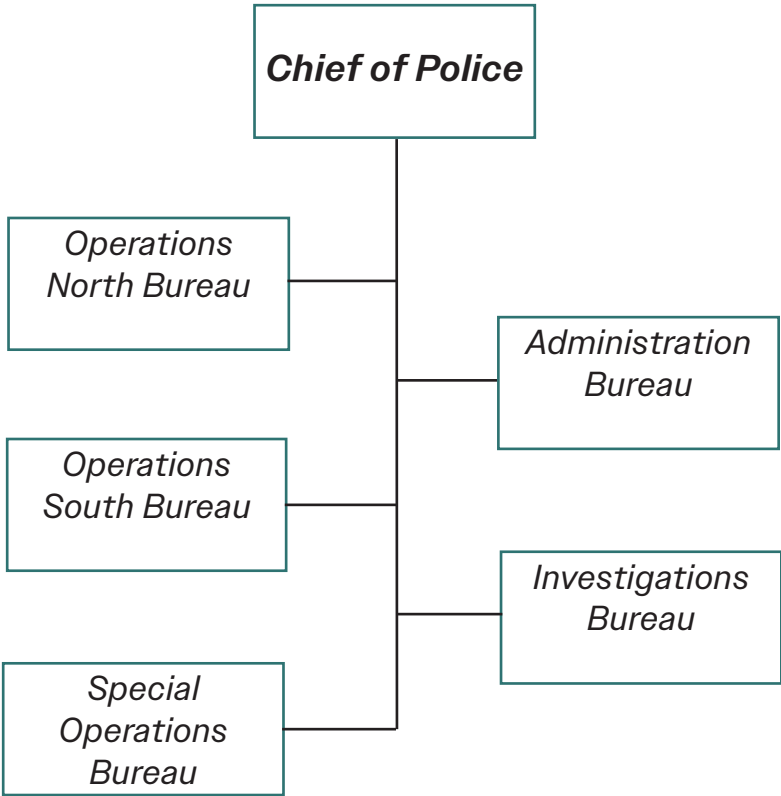 Chief of Police
Operations
North Bureau
Administration
Bureau
Operations
South Bureau
Investigations
Bureau
Special
Operations
Bureau